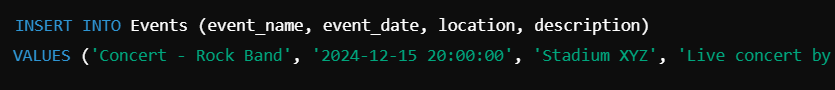 INSERT INTO Events (event_name, event_date, location, description)
VALUES ('Concert - Rock Band', '2024-12-15 20:00:00', 'Stadium XYZ', 'Live concert by